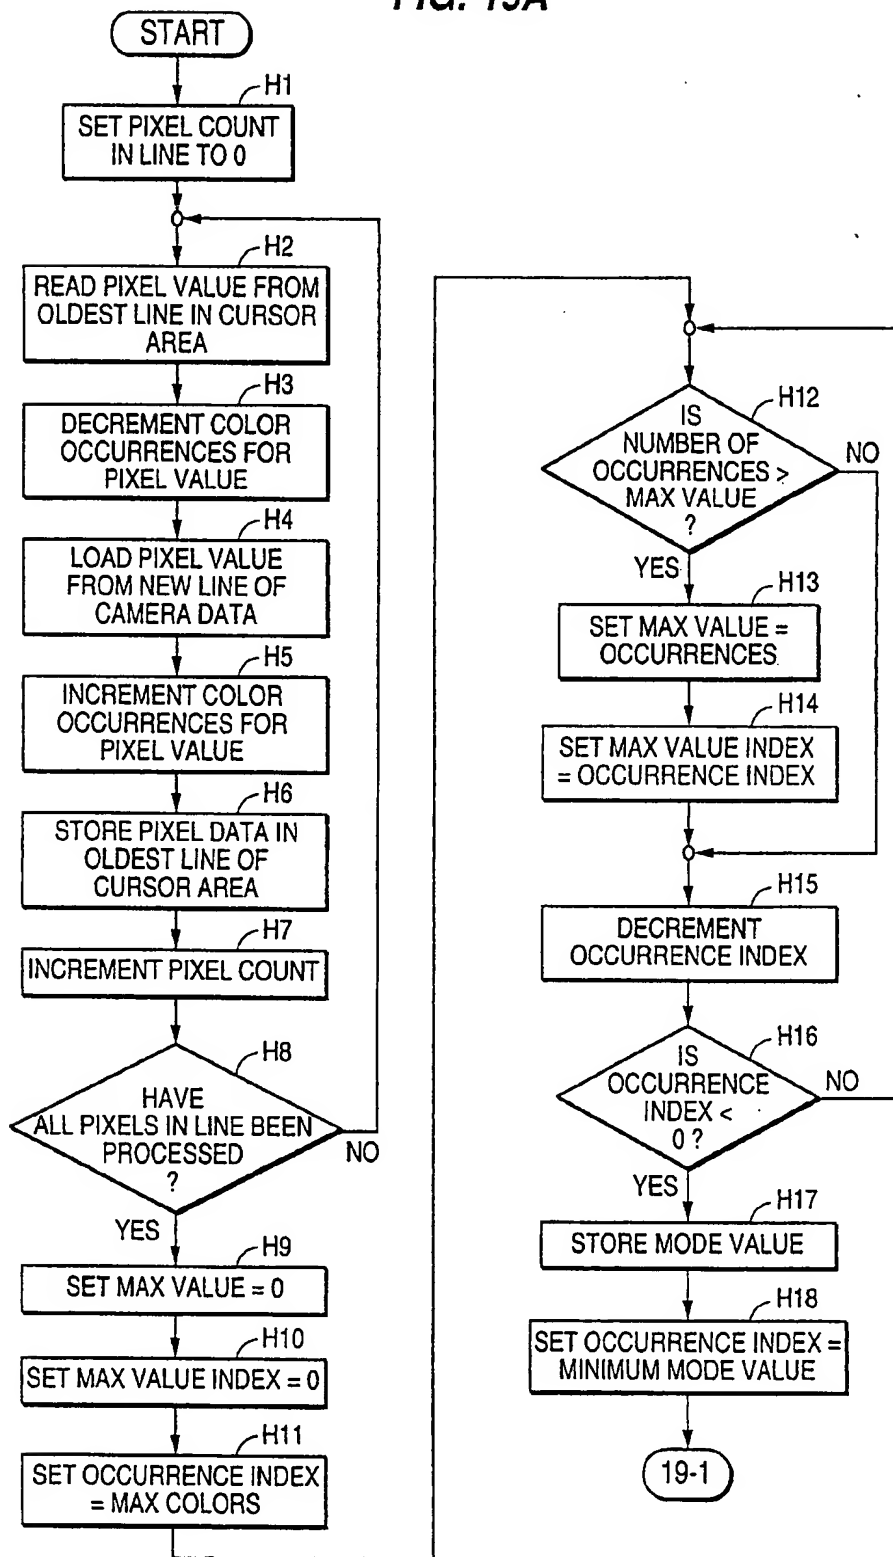 FIG. 19A
START
H1
SET PIXEL COUNT
IN LINE TO 0
H2
READ PIXEL VALUE FROM
OLDEST LINE IN CURSOR
AREA
H3
DECREMENT COLOR
OCCURRENCES FOR
PIXEL VALUE
H4
LOAD PIXEL VALUE
FROM NEW LINE OF
CAMERA DATA
H5
INCREMENT COLOR
OCCURRENCES FOR
PIXEL VALUE
H6
STORE PIXEL DATA IN
OLDEST LINE OF
CURSOR AREA
H7
INCREMENT PIXEL COUNT
H8
HAVE
ALL PIXELS IN LINE BEEN
PROCESSED
?
NO
YES
H9
SET MAX VALUE = 0
H10
SET MAX VALUE INDEX = 0
H11
SET OCCURRENCE INDEX
= MAX COLORS
H12
IS
NUMBER OF
OCCURRENCES >
MAX VALUE
?
NO
YES
H13
SET MAX VALUE =
OCCURRENCES
H14
SET MAX VALUE INDEX
= OCCURRENCE INDEX
H15
DECREMENT
OCCURRENCE INDEX
H16
IS
OCCURRENCE
INDEX <
0 ?
NO
YES
H17
STORE MODE VALUE
H18
SET OCCURRENCE INDEX =
MINIMUM MODE VALUE
19-1